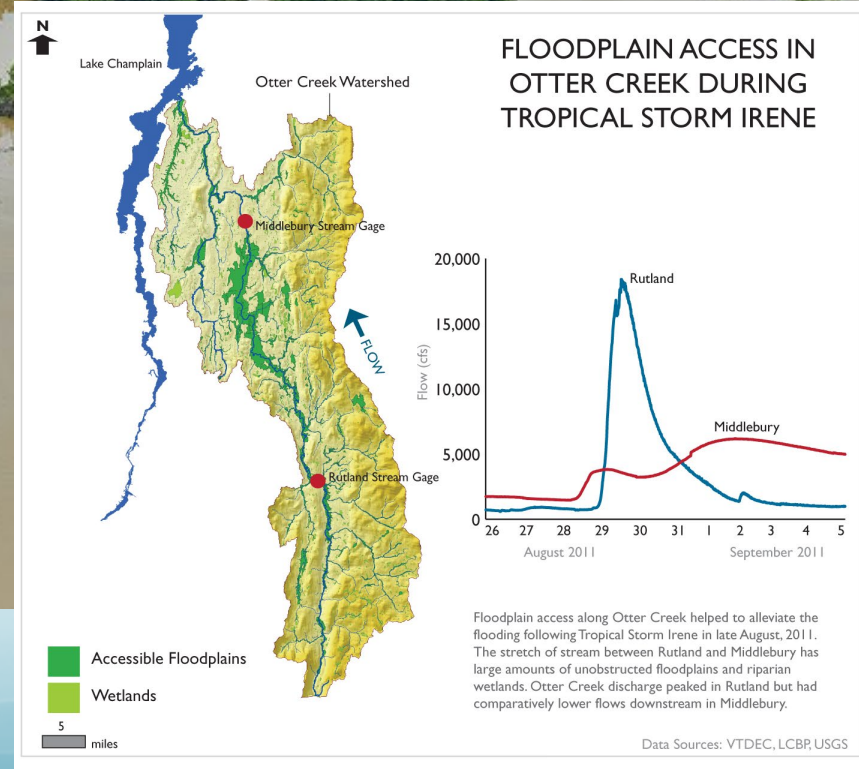 N
Lake Champlain
Otter Creek Watershed
Middlebury Stream Gage
FLOW
Rutland Stream Gage
Accessible Floodplains
Wetlands
5
miles
FLOODPLAIN ACCESS IN
OTTER CREEK DURING
TROPICAL STORM IRENE
20,000
15,000
10,000
5,000
0
Flow (cfs)
Rutland
Middlebury
26 27 28 29 30 31 1 2 3 4 5
August 2011 September 2011
Floodplain access along Otter Creek helped to alleviate the
flooding following Tropical Storm Irene in late August, 2011.
The stretch of stream between Rutland and Middlebury has
large amounts of unobstructed floodplains and riparian
wetlands. Otter Creek discharge peaked in Rutland but had
comparatively lower flows downstream in Middlebury.
Data Sources: VTDEC, LCBP, USGS